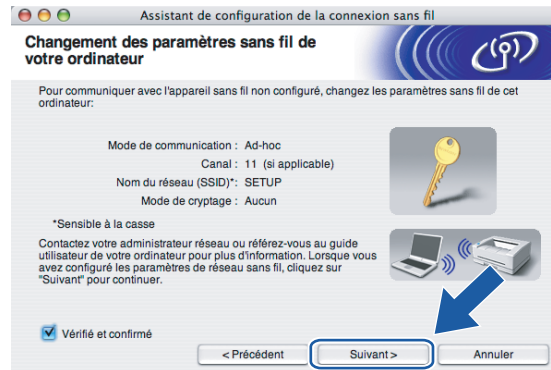 Assistant de configuration de la connexion sans fil
Changement des paramètres sans fil de
votre ordinateur
Pour communiquer avec l'appareil sans fil non configuré, changez les paramètres sans fil de cet
ordinateur:
Mode de communication : Ad-hoc
Canal : 11 (si applicable)
Nom du réseau (SSID)*: SETUP
Mode de cryptage : Aucun
*Sensible à la casse
Contactez votre administrateur réseau ou référez-vous au guide
utilisateur de votre ordinateur pour plus d'information. Lorsque vous
avez configuré les paramètres de réseau sans fil, cliquez sur
"Suivant" pour continuer.
Vérifié et confirmé
< Précédent Suivant > Annuler